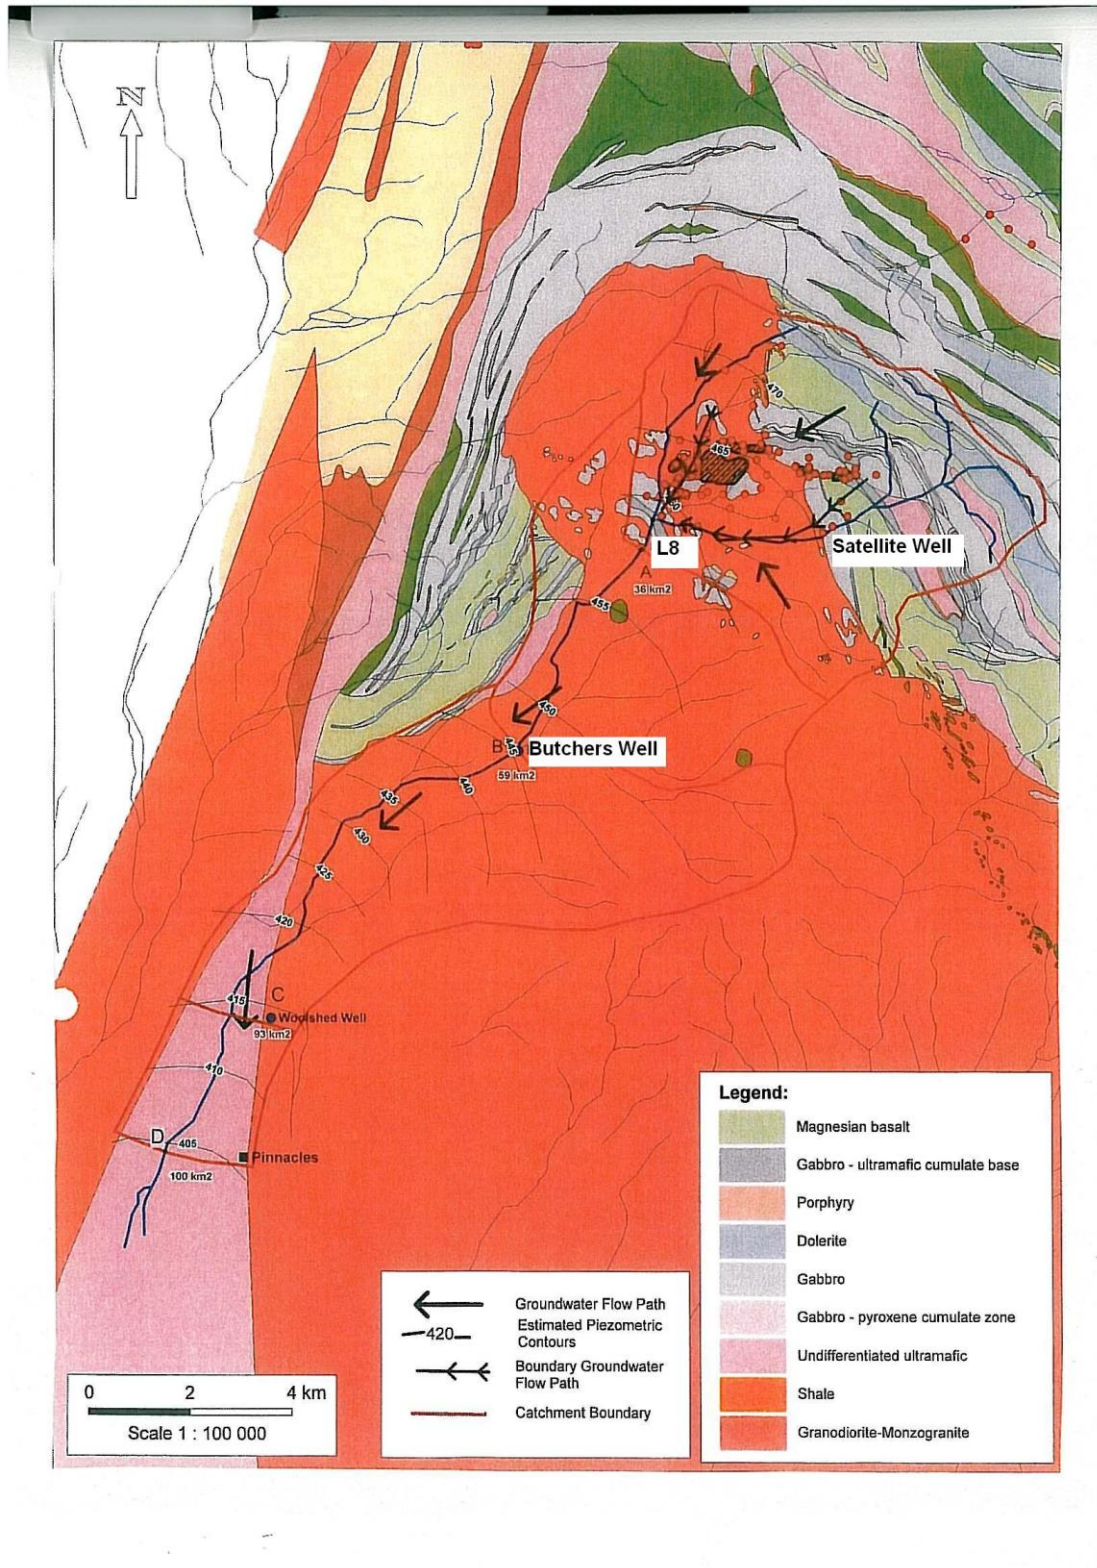 N
470
465
L8
Satellite Well
A
36 km2
455
450
445
B
Butchers Well
59 km2
440
435
430
425
420
415
C
Woolshed Well
93 km2
410
D
405
Pinnacles
100 km2
Legend:
Magnesian basalt
Gabbro - ultramafic cumulate base
Porphyry
Dolerite
Gabbro
Gabbro - pyroxene cumulate zone
Undifferentiated ultramafic
Shale
Granodiorite-Monzogranite
Groundwater Flow Path
420
Estimated Piezometric
Contours
Boundary Groundwater
Flow Path
Catchment Boundary
0 2 4 km
Scale 1 : 100 000